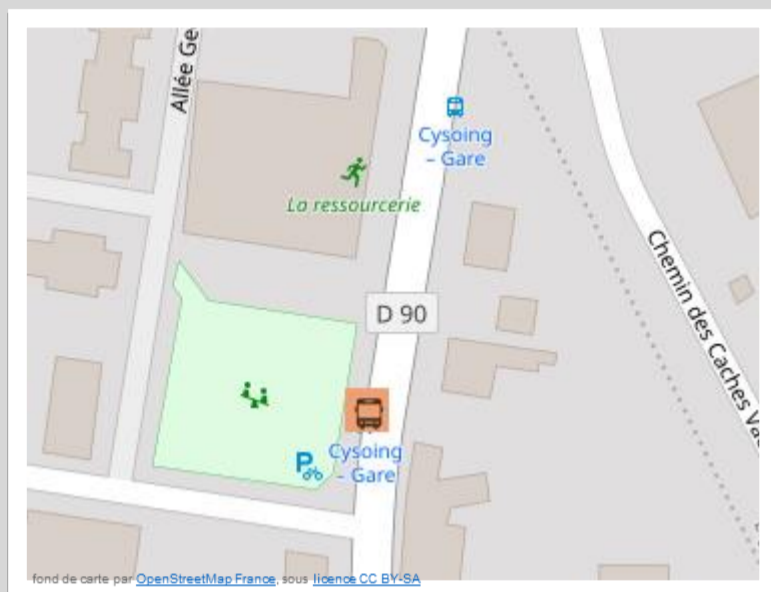 Allée Ge
Cysoing
– Gare
La ressourcerie
Chemin des Caches Va
D 90
P
Cysoing
– Gare
fond de carte par OpenStreetMap France, sous licence CC BY-SA